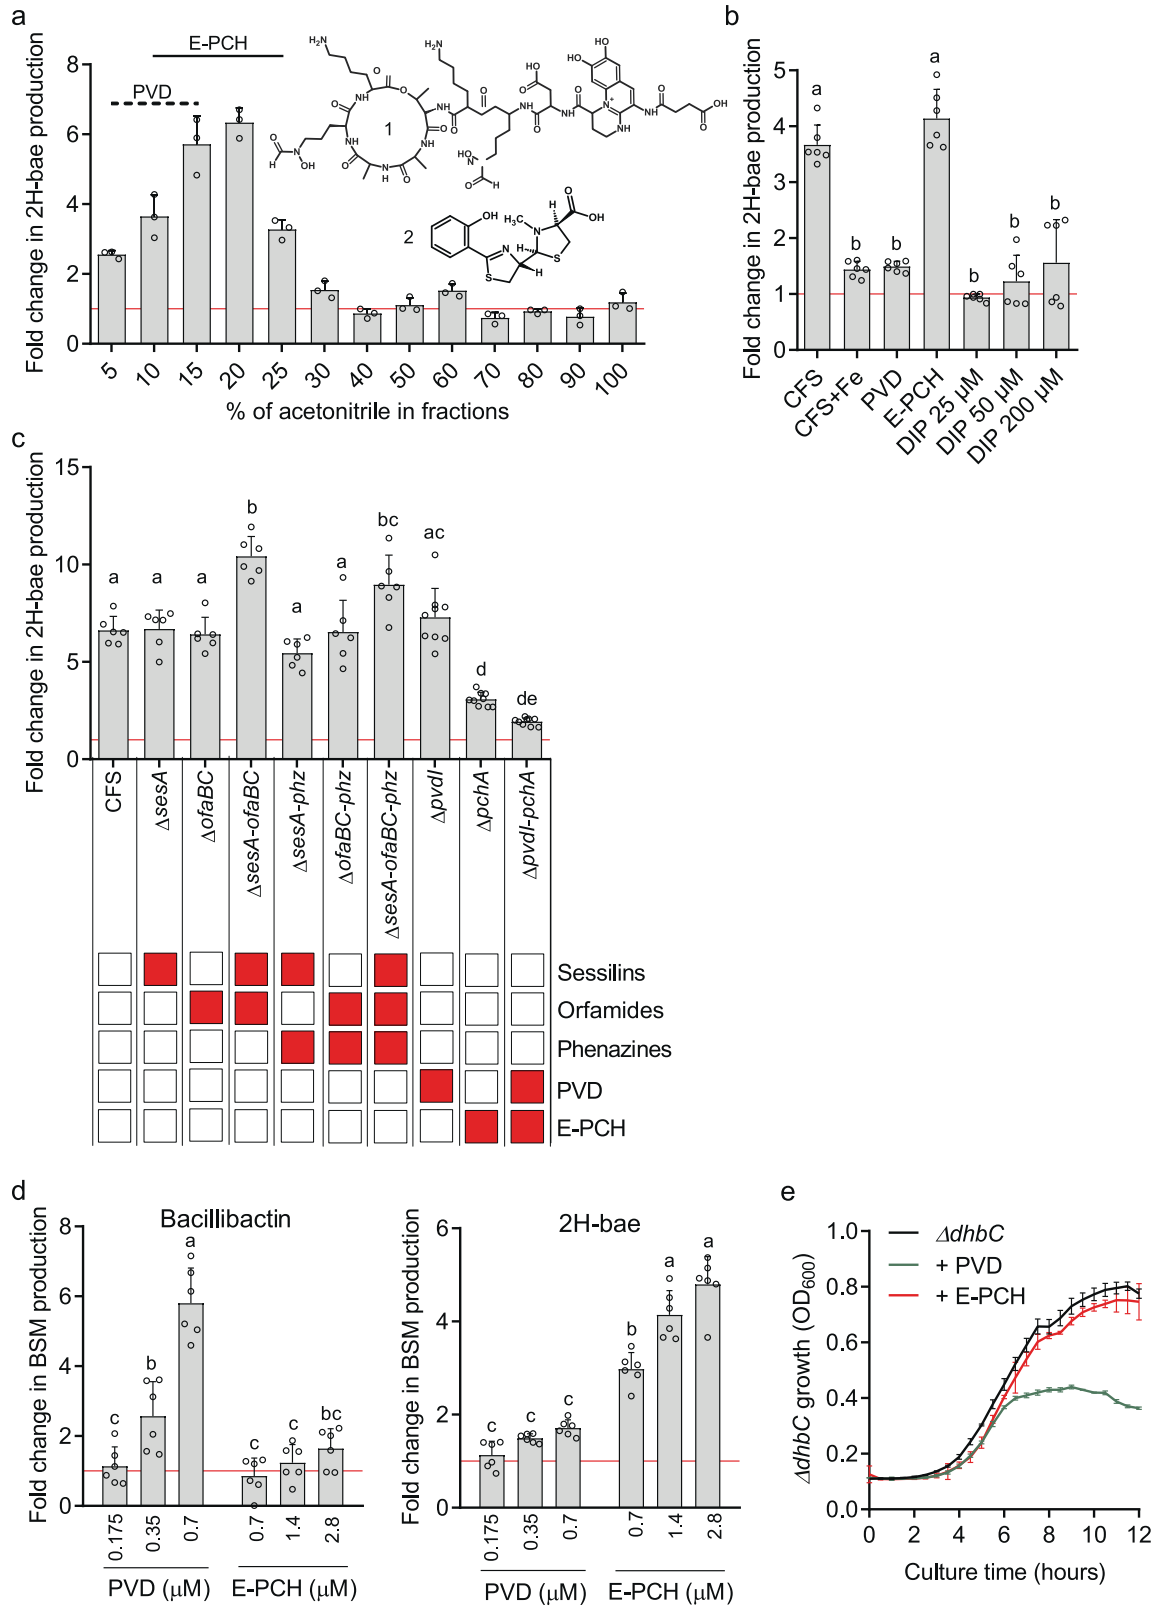 a
E-PCH
PVD
Fold change in 2H-bae production
8
6
4
2
0
5
10
15
20
25
30
40
50
60
70
80
90
100
% of acetonitrile in fractions
1
2
b
Fold change in 2H-bae production
5
4
3
2
1
0
a
b
b
a
b
b
b
CFS
CFS+Fe
PVD
E-PCH
DIP 25 µM
DIP 50 µM
DIP 200 µM
c
Fold change in 2H-bae production
15
10
5
0
a
a
a
b
a
a
bc
ac
d
de
CFS
ΔsesA
ΔofaBC
ΔsesA-ofaBC
ΔsesA-phz
ΔofaBC-phz
ΔsesA-ofaBC-phz
ΔpvdI
ΔpchA
ΔpvdI-pchA
Sessilins
Orfamides
Phenazines
PVD
E-PCH
d
Bacillibactin
Fold change in BSM production
8
6
4
2
0
c
b
a
c
c
bc
0.175
0.35
0.7
0.7
1.4
2.8
PVD (µM)
E-PCH (µM)
2H-bae
Fold change in BSM production
6
4
2
0
c
c
c
b
a
a
0.175
0.35
0.7
0.7
1.4
2.8
PVD (µM)
E-PCH (µM)
e
ΔdhbC growth (OD600)
1.0
0.8
0.6
0.4
0.2
0.0
ΔdhbC
+ PVD
+ E-PCH
0
2
4
6
8
10
12
Culture time (hours)